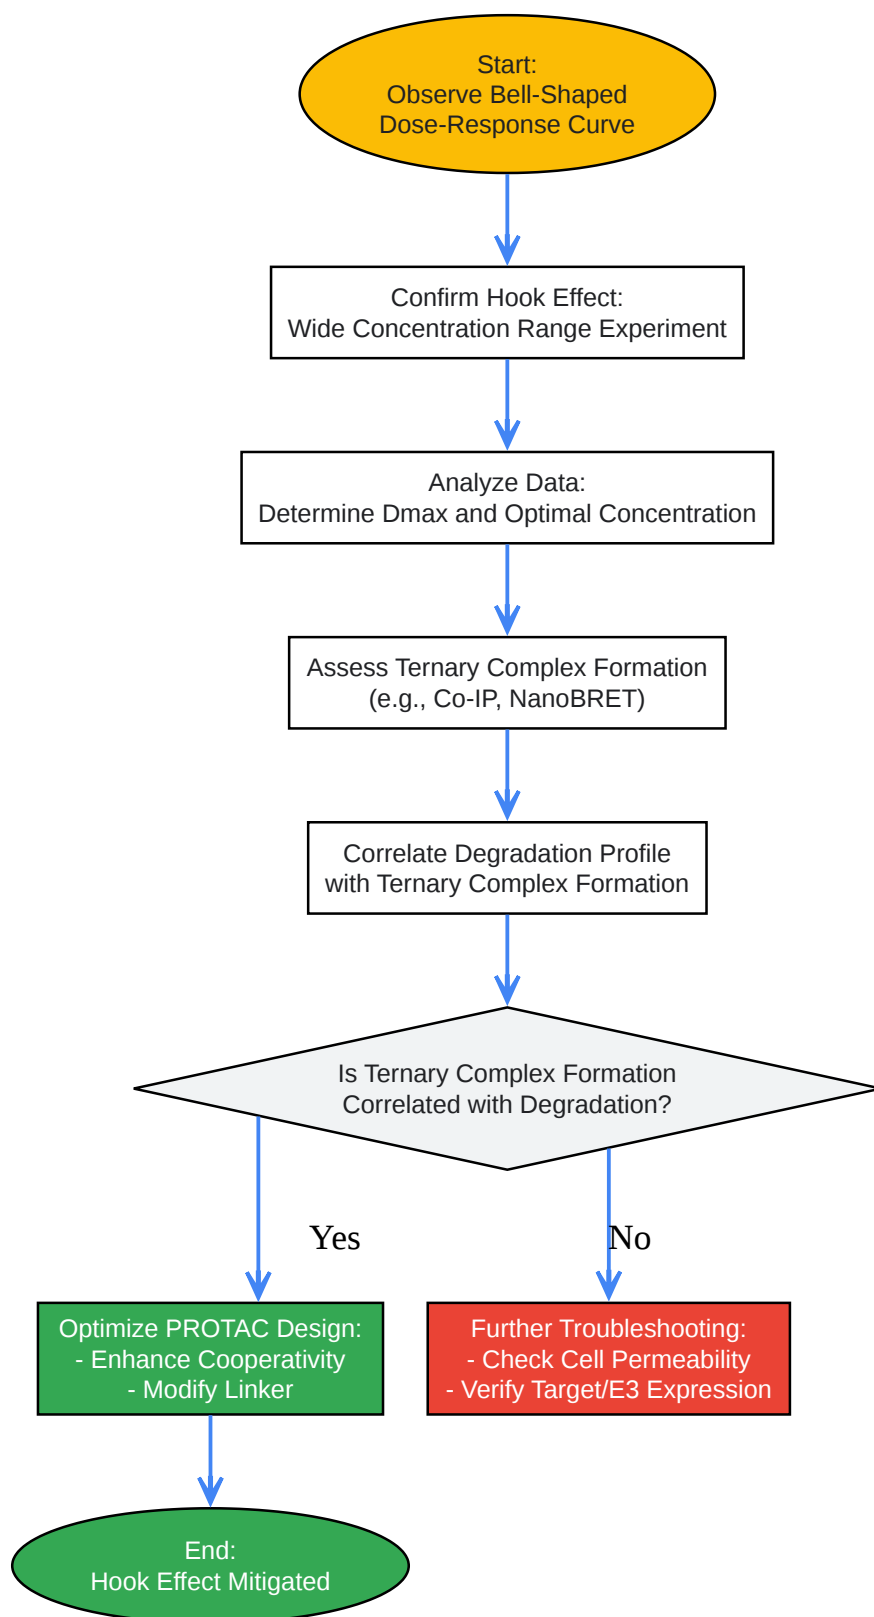 Start:
Observe Bell-Shaped
Dose-Response Curve
Confirm Hook Effect:
Wide Concentration Range Experiment
Analyze Data:
Determine Dmax and Optimal Concentration
Assess Ternary Complex Formation
(e.g., Co-IP, NanoBRET)
Correlate Degradation Profile
with Ternary Complex Formation
Is Ternary Complex Formation
Correlated with Degradation?
Yes
No
Optimize PROTAC Design:
- Enhance Cooperativity
- Modify Linker
Further Troubleshooting:
- Check Cell Permeability
- Verify Target/E3 Expression
End:
Hook Effect Mitigated